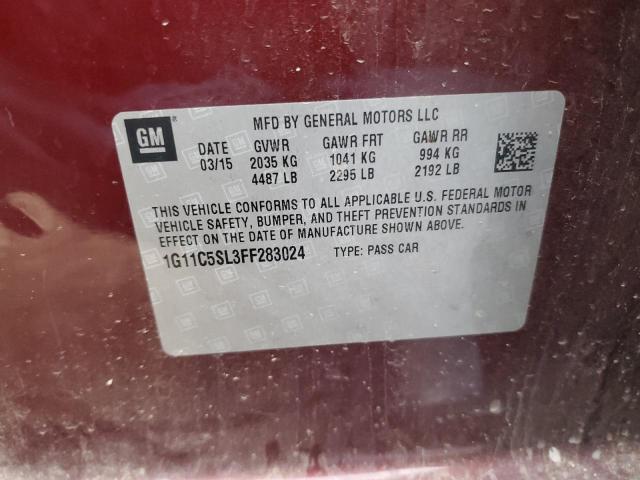 GM
MFD BY GENERAL MOTORS LLC
DATE GVWR GAWR FRT GAWR RR
03/15 2035 KG 1041 KG 994 KG
4487 LB 2295 LB 2192 LB
THIS VEHICLE CONFORMS TO ALL APPLICABLE U.S. FEDERAL MOTOR
VEHICLE SAFETY, BUMPER, AND THEFT PREVENTION STANDARDS IN
EFFECT ON THE DATE OF MANUFACTURE SHOWN ABOVE.
1G11C5SL3FF283024 TYPE: PASS CAR